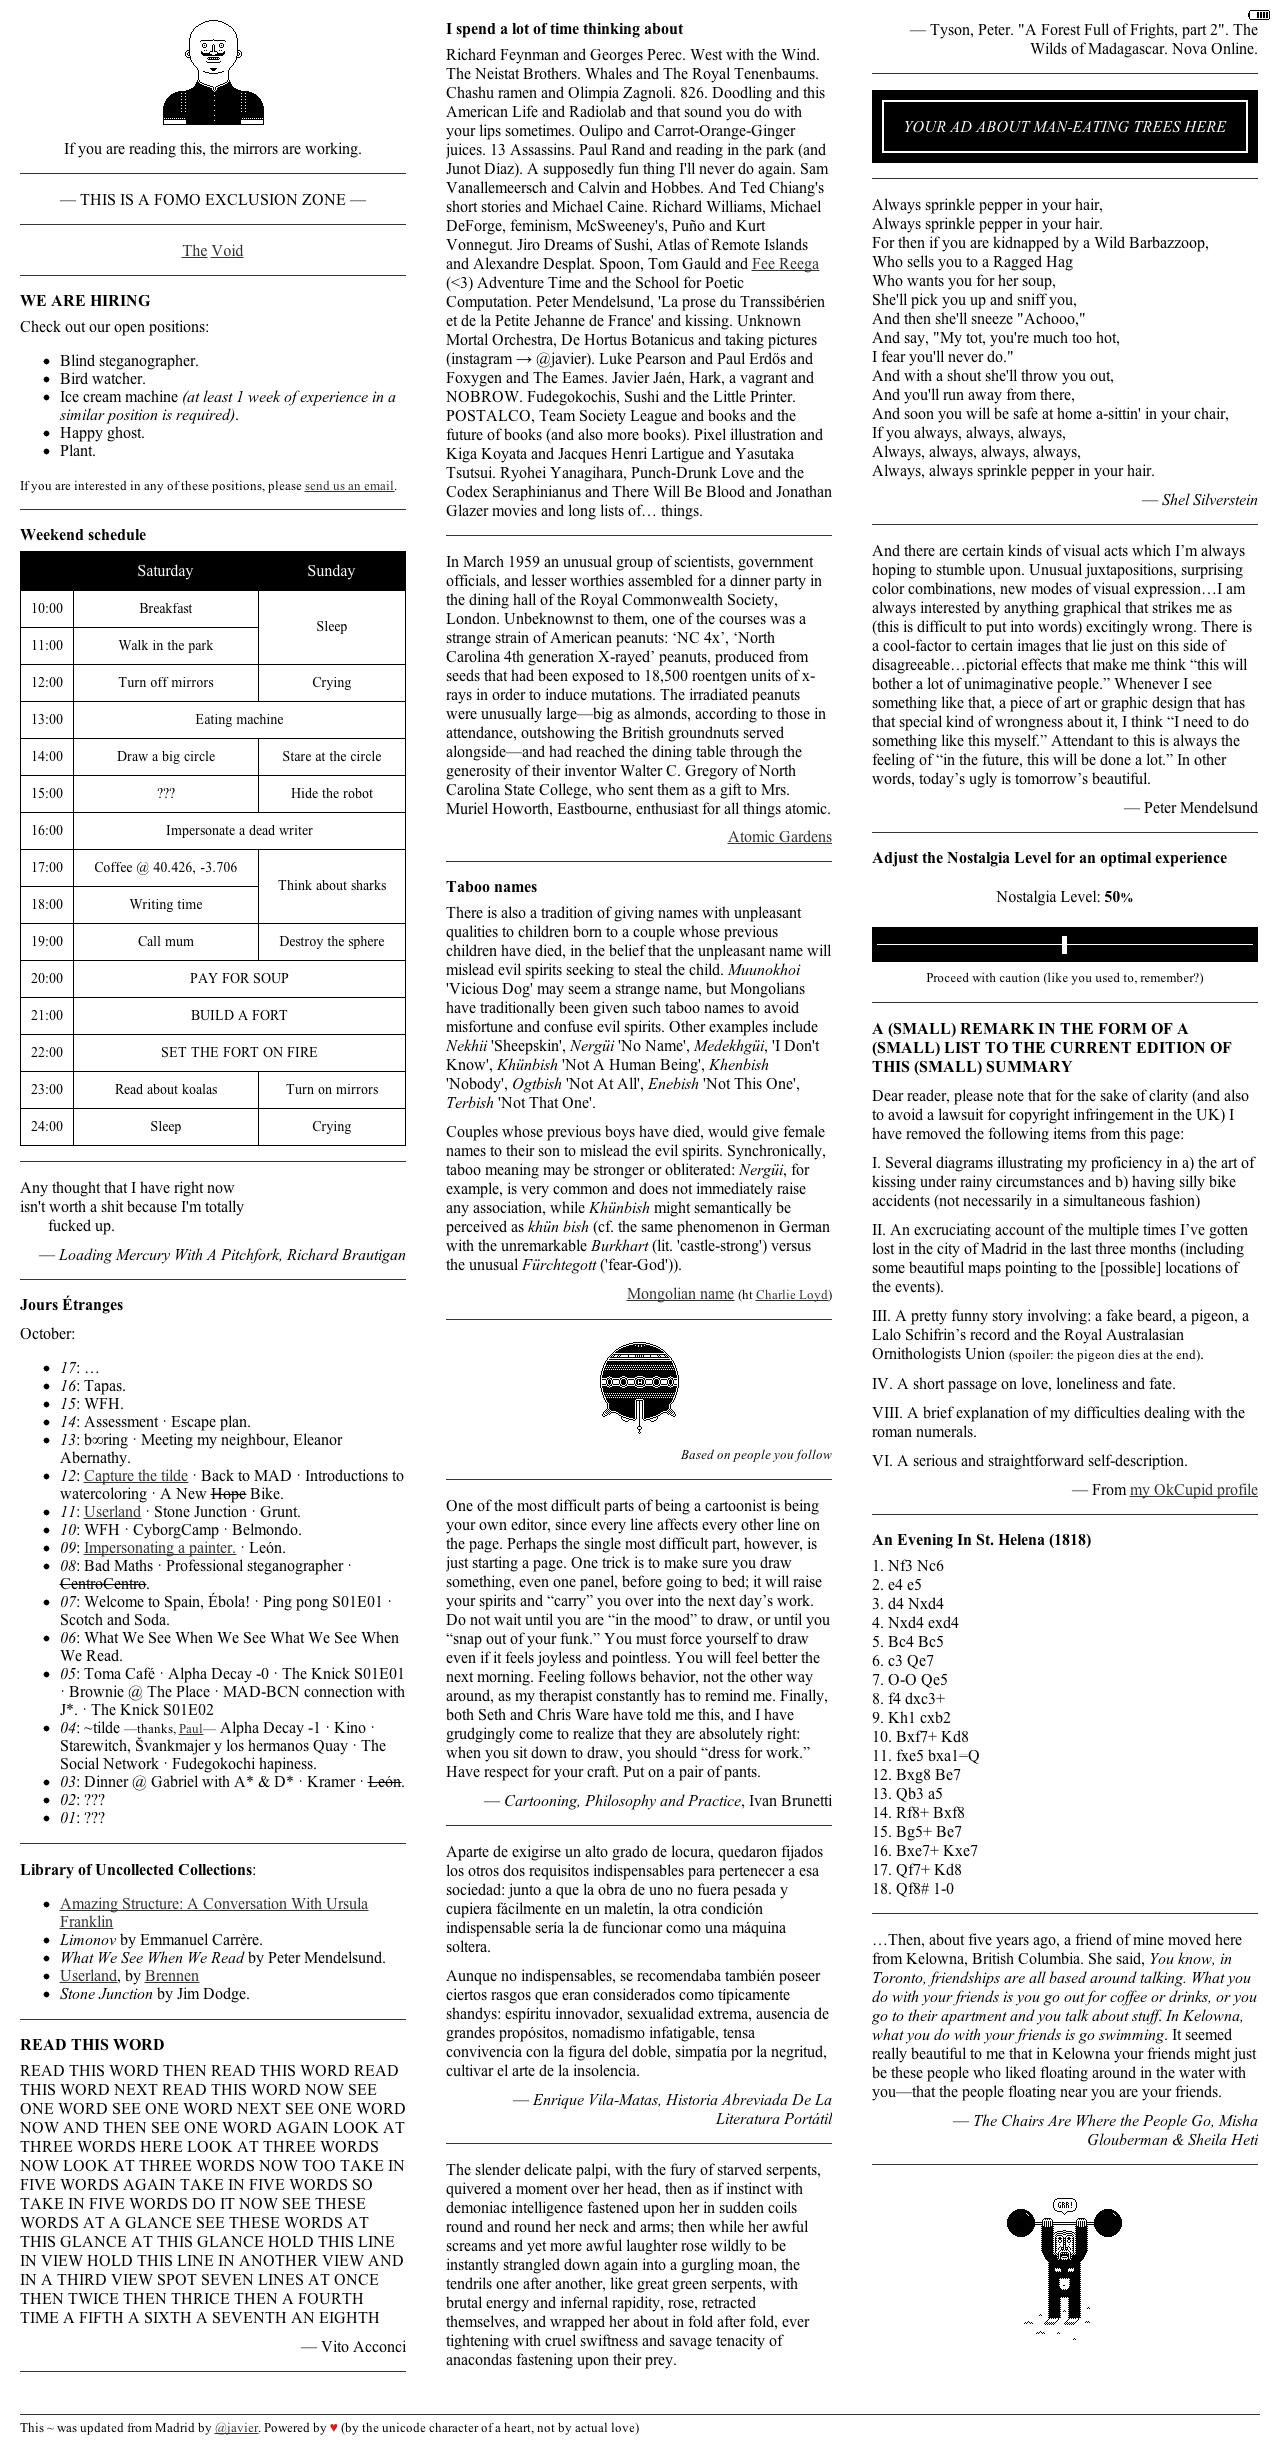 If you are reading this, the mirrors are working.
— THIS IS A FOMO EXCLUSION ZONE —
The Void
WE ARE HIRING
Check out our open positions:
Blind steganographer.
Bird watcher.
Ice cream machine (at least 1 week of experience in a
similar position is required).
Happy ghost.
Plant.
If you are interested in any of these positions, please send us an email.
Weekend schedule
Saturday Sunday
10:00 Breakfast Sleep
11:00 Walk in the park
12:00 Turn off mirrors Crying
13:00 Eating machine
14:00 Draw a big circle Stare at the circle
15:00 ??? Hide the robot
16:00 Impersonate a dead writer
17:00 Coffee @ 40.426, -3.706 Think about sharks
18:00 Writing time
19:00 Call mum Destroy the sphere
20:00 PAY FOR SOUP
21:00 BUILD A FORT
22:00 SET THE FORT ON FIRE
23:00 Read about koalas Turn on mirrors
24:00 Sleep Crying
Any thought that I have right now
isn't worth a shit because I'm totally
fucked up.
— Loading Mercury With A Pitchfork, Richard Brautigan
Jours Étranges
October:
17: …
16: Tapas.
15: WFH.
14: Assessment · Escape plan.
13: b∞ring · Meeting my neighbour, Eleanor
Abernathy.
12: Capture the tilde · Back to MAD · Introductions to
watercoloring · A New Hope Bike.
11: Userland · Stone Junction · Grunt.
10: WFH · CyborgCamp · Belmondo.
09: Impersonating a painter. · León.
08: Bad Maths · Professional steganographer ·
CentroCentro.
07: Welcome to Spain, Ébola! · Ping pong S01E01 ·
Scotch and Soda.
06: What We See When We See What We See When
We Read.
05: Toma Café · Alpha Decay -0 · The Knick S01E01
· Brownie @ The Place · MAD-BCN connection with
J*. · The Knick S01E02
04: ~tilde —thanks, Paul— Alpha Decay -1 · Kino ·
Starewitch, Švankmajer y los hermanos Quay · The
Social Network · Fudegokochi hapiness.
03: Dinner @ Gabriel with A* & D* · Kramer · León.
02: ???
01: ???
Library of Uncollected Collections:
Amazing Structure: A Conversation With Ursula
Franklin
Limonov by Emmanuel Carrère.
What We See When We Read by Peter Mendelsund.
Userland, by Brennen
Stone Junction by Jim Dodge.
READ THIS WORD
READ THIS WORD THEN READ THIS WORD READ
THIS WORD NEXT READ THIS WORD NOW SEE
ONE WORD SEE ONE WORD NEXT SEE ONE WORD
NOW AND THEN SEE ONE WORD AGAIN LOOK AT
THREE WORDS HERE LOOK AT THREE WORDS
NOW LOOK AT THREE WORDS NOW TOO TAKE IN
FIVE WORDS AGAIN TAKE IN FIVE WORDS SO
TAKE IN FIVE WORDS DO IT NOW SEE THESE
WORDS AT A GLANCE SEE THESE WORDS AT
THIS GLANCE AT THIS GLANCE HOLD THIS LINE
IN VIEW HOLD THIS LINE IN ANOTHER VIEW AND
IN A THIRD VIEW SPOT SEVEN LINES AT ONCE
THEN TWICE THEN THRICE THEN A FOURTH
TIME A FIFTH A SIXTH A SEVENTH AN EIGHTH
— Vito Acconci
I spend a lot of time thinking about
Richard Feynman and Georges Perec. West with the Wind.
The Neistat Brothers. Whales and The Royal Tenenbaums.
Chashu ramen and Olimpia Zagnoli. 826. Doodling and this
American Life and Radiolab and that sound you do with
your lips sometimes. Oulipo and Carrot-Orange-Ginger
juices. 13 Assassins. Paul Rand and reading in the park (and
Junot Díaz). A supposedly fun thing I'll never do again. Sam
Vanallemeersch and Calvin and Hobbes. And Ted Chiang's
short stories and Michael Caine. Richard Williams, Michael
DeForge, feminism, McSweeney's, Puño and Kurt
Vonnegut. Jiro Dreams of Sushi, Atlas of Remote Islands
and Alexandre Desplat. Spoon, Tom Gauld and Fee Reega
(<3) Adventure Time and the School for Poetic
Computation. Peter Mendelsund, 'La prose du Transsibérien
et de la Petite Jehanne de France' and kissing. Unknown
Mortal Orchestra, De Hortus Botanicus and taking pictures
(instagram → @javier). Luke Pearson and Paul Erdős and
Foxygen and The Eames. Javier Jaén, Hark, a vagrant and
NOBROW. Fudegokochis, Sushi and the Little Printer.
POSTALCO, Team Society League and books and the
future of books (and also more books). Pixel illustration and
Kiga Koyata and Jacques Henri Lartigue and Yasutaka
Tsutsui. Ryohei Yanagihara, Punch-Drunk Love and the
Codex Seraphinianus and There Will Be Blood and Jonathan
Glazer movies and long lists of… things.
In March 1959 an unusual group of scientists, government
officials, and lesser worthies assembled for a dinner party in
the dining hall of the Royal Commonwealth Society,
London. Unbeknownst to them, one of the courses was a
strange strain of American peanuts: ‘NC 4x’, ‘North
Carolina 4th generation X-rayed’ peanuts, produced from
seeds that had been exposed to 18,500 roentgen units of x-
rays in order to induce mutations. The irradiated peanuts
were unusually large—big as almonds, according to those in
attendance, outshowing the British groundnuts served
alongside—and had reached the dining table through the
generosity of their inventor Walter C. Gregory of North
Carolina State College, who sent them as a gift to Mrs.
Muriel Howorth, Eastbourne, enthusiast for all things atomic.
Atomic Gardens
Taboo names
There is also a tradition of giving names with unpleasant
qualities to children born to a couple whose previous
children have died, in the belief that the unpleasant name will
mislead evil spirits seeking to steal the child. Muunokhoi
'Vicious Dog' may seem a strange name, but Mongolians
have traditionally been given such taboo names to avoid
misfortune and confuse evil spirits. Other examples include
Nekhii 'Sheepskin', Nergüi 'No Name', Medekhgüi, 'I Don't
Know', Khünbish 'Not A Human Being', Khenbish
'Nobody', Ogtbish 'Not At All', Enebish 'Not This One',
Terbish 'Not That One'.
Couples whose previous boys have died, would give female
names to their son to mislead the evil spirits. Synchronically,
taboo meaning may be stronger or obliterated: Nergüi, for
example, is very common and does not immediately raise
any association, while Khünbish might semantically be
perceived as khün bish (cf. the same phenomenon in German
with the unremarkable Burkhart (lit. 'castle-strong') versus
the unusual Fürchtegott ('fear-God')).
Mongolian name (ht Charlie Loyd)
Based on people you follow
One of the most difficult parts of being a cartoonist is being
your own editor, since every line affects every other line on
the page. Perhaps the single most difficult part, however, is
just starting a page. One trick is to make sure you draw
something, even one panel, before going to bed; it will raise
your spirits and “carry” you over into the next day’s work.
Do not wait until you are “in the mood” to draw, or until you
“snap out of your funk.” You must force yourself to draw
even if it feels joyless and pointless. You will feel better the
next morning. Feeling follows behavior, not the other way
around, as my therapist constantly has to remind me. Finally,
both Seth and Chris Ware have told me this, and I have
grudgingly come to realize that they are absolutely right:
when you sit down to draw, you should “dress for work.”
Have respect for your craft. Put on a pair of pants.
— Cartooning, Philosophy and Practice, Ivan Brunetti
Aparte de exigirse un alto grado de locura, quedaron fijados
los otros dos requisitos indispensables para pertenecer a esa
sociedad: junto a que la obra de uno no fuera pesada y
cupiera fácilmente en un maletín, la otra condición
indispensable sería la de funcionar como una máquina
soltera.
Aunque no indispensables, se recomendaba también poseer
ciertos rasgos que eran considerados como típicamente
shandys: espíritu innovador, sexualidad extrema, ausencia de
grandes propósitos, nomadismo infatigable, tensa
convivencia con la figura del doble, simpatía por la negritud,
cultivar el arte de la insolencia.
— Enrique Vila-Matas, Historia Abreviada De La
Literatura Portátil
The slender delicate palpi, with the fury of starved serpents,
quivered a moment over her head, then as if instinct with
demoniac intelligence fastened upon her in sudden coils
round and round her neck and arms; then while her awful
screams and yet more awful laughter rose wildly to be
instantly strangled down again into a gurgling moan, the
tendrils one after another, like great green serpents, with
brutal energy and infernal rapidity, rose, retracted
themselves, and wrapped her about in fold after fold, ever
tightening with cruel swiftness and savage tenacity of
anacondas fastening upon their prey.
— Tyson, Peter. "A Forest Full of Frights, part 2". The
Wilds of Madagascar. Nova Online.
YOUR AD ABOUT MAN-EATING TREES HERE
Always sprinkle pepper in your hair,
Always sprinkle pepper in your hair.
For then if you are kidnapped by a Wild Barbazzoop,
Who sells you to a Ragged Hag
Who wants you for her soup,
She'll pick you up and sniff you,
And then she'll sneeze "Achooo,"
And say, "My tot, you're much too hot,
I fear you'll never do."
And with a shout she'll throw you out,
And you'll run away from there,
And soon you will be safe at home a-sittin' in your chair,
If you always, always, always,
Always, always, always, always,
Always, always sprinkle pepper in your hair.
— Shel Silverstein
And there are certain kinds of visual acts which I’m always
hoping to stumble upon. Unusual juxtapositions, surprising
color combinations, new modes of visual expression…I am
always interested by anything graphical that strikes me as
(this is difficult to put into words) excitingly wrong. There is
a cool-factor to certain images that lie just on this side of
disagreeable…pictorial effects that make me think “this will
bother a lot of unimaginative people.” Whenever I see
something like that, a piece of art or graphic design that has
that special kind of wrongness about it, I think “I need to do
something like this myself.” Attendant to this is always the
feeling of “in the future, this will be done a lot.” In other
words, today’s ugly is tomorrow’s beautiful.
— Peter Mendelsund
Adjust the Nostalgia Level for an optimal experience
Nostalgia Level: 50%
Proceed with caution (like you used to, remember?)
A (SMALL) REMARK IN THE FORM OF A
(SMALL) LIST TO THE CURRENT EDITION OF
THIS (SMALL) SUMMARY
Dear reader, please note that for the sake of clarity (and also
to avoid a lawsuit for copyright infringement in the UK) I
have removed the following items from this page:
I. Several diagrams illustrating my proficiency in a) the art of
kissing under rainy circumstances and b) having silly bike
accidents (not necessarily in a simultaneous fashion)
II. An excruciating account of the multiple times I’ve gotten
lost in the city of Madrid in the last three months (including
some beautiful maps pointing to the [possible] locations of
the events).
III. A pretty funny story involving: a fake beard, a pigeon, a
Lalo Schifrin’s record and the Royal Australasian
Ornithologists Union (spoiler: the pigeon dies at the end).
IV. A short passage on love, loneliness and fate.
VIII. A brief explanation of my difficulties dealing with the
roman numerals.
VI. A serious and straightforward self-description.
— From my OkCupid profile
An Evening In St. Helena (1818)
1. Nf3 Nc6
2. e4 e5
3. d4 Nxd4
4. Nxd4 exd4
5. Bc4 Bc5
6. c3 Qe7
7. O-O Qe5
8. f4 dxc3+
9. Kh1 cxb2
10. Bxf7+ Kd8
11. fxe5 bxa1=Q
12. Bxg8 Be7
13. Qb3 a5
14. Rf8+ Bxf8
15. Bg5+ Be7
16. Bxe7+ Kxe7
17. Qf7+ Kd8
18. Qf8# 1-0
…Then, about five years ago, a friend of mine moved here
from Kelowna, British Columbia. She said, You know, in
Toronto, friendships are all based around talking. What you
do with your friends is you go out for coffee or drinks, or you
go to their apartment and you talk about stuff. In Kelowna,
what you do with your friends is go swimming. It seemed
really beautiful to me that in Kelowna your friends might just
be these people who liked floating around in the water with
you—that the people floating near you are your friends.
— The Chairs Are Where the People Go, Misha
Glouberman & Sheila Heti
GRR!
This ~ was updated from Madrid by @javier. Powered by ♥ (by the unicode character of a heart, not by actual love)